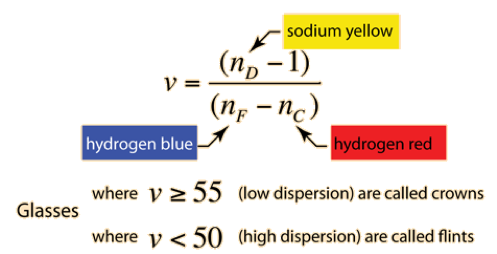 sodium yellow
v = (n_D − 1) / (n_F − n_C)
hydrogen blue
hydrogen red
Glasses
where v ≥ 55 (low dispersion) are called crowns
where v < 50 (high dispersion) are called flints